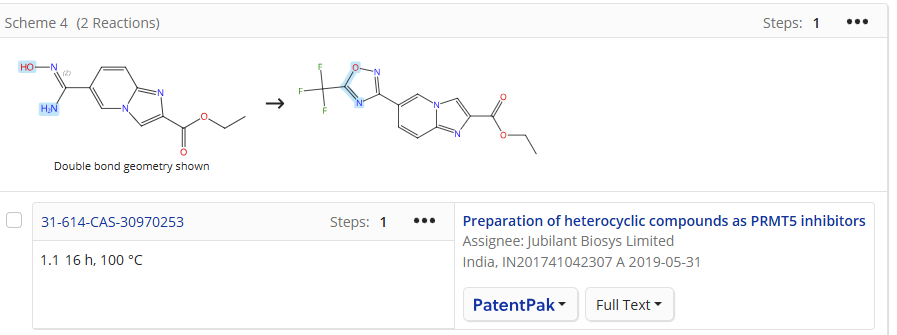 Scheme 4 (2 Reactions)
Steps: 1 •••
HO N (Z)
H2N
N
N
O
O
F
F
F
O N
N
N
N
O
O
Double bond geometry shown
31-614-CAS-30970253
Steps: 1 •••
1.1 16 h, 100 °C
Preparation of heterocyclic compounds as PRMT5 inhibitors
Assignee: Jubilant Biosys Limited
India, IN201741042307 A 2019-05-31
PatentPak
Full Text